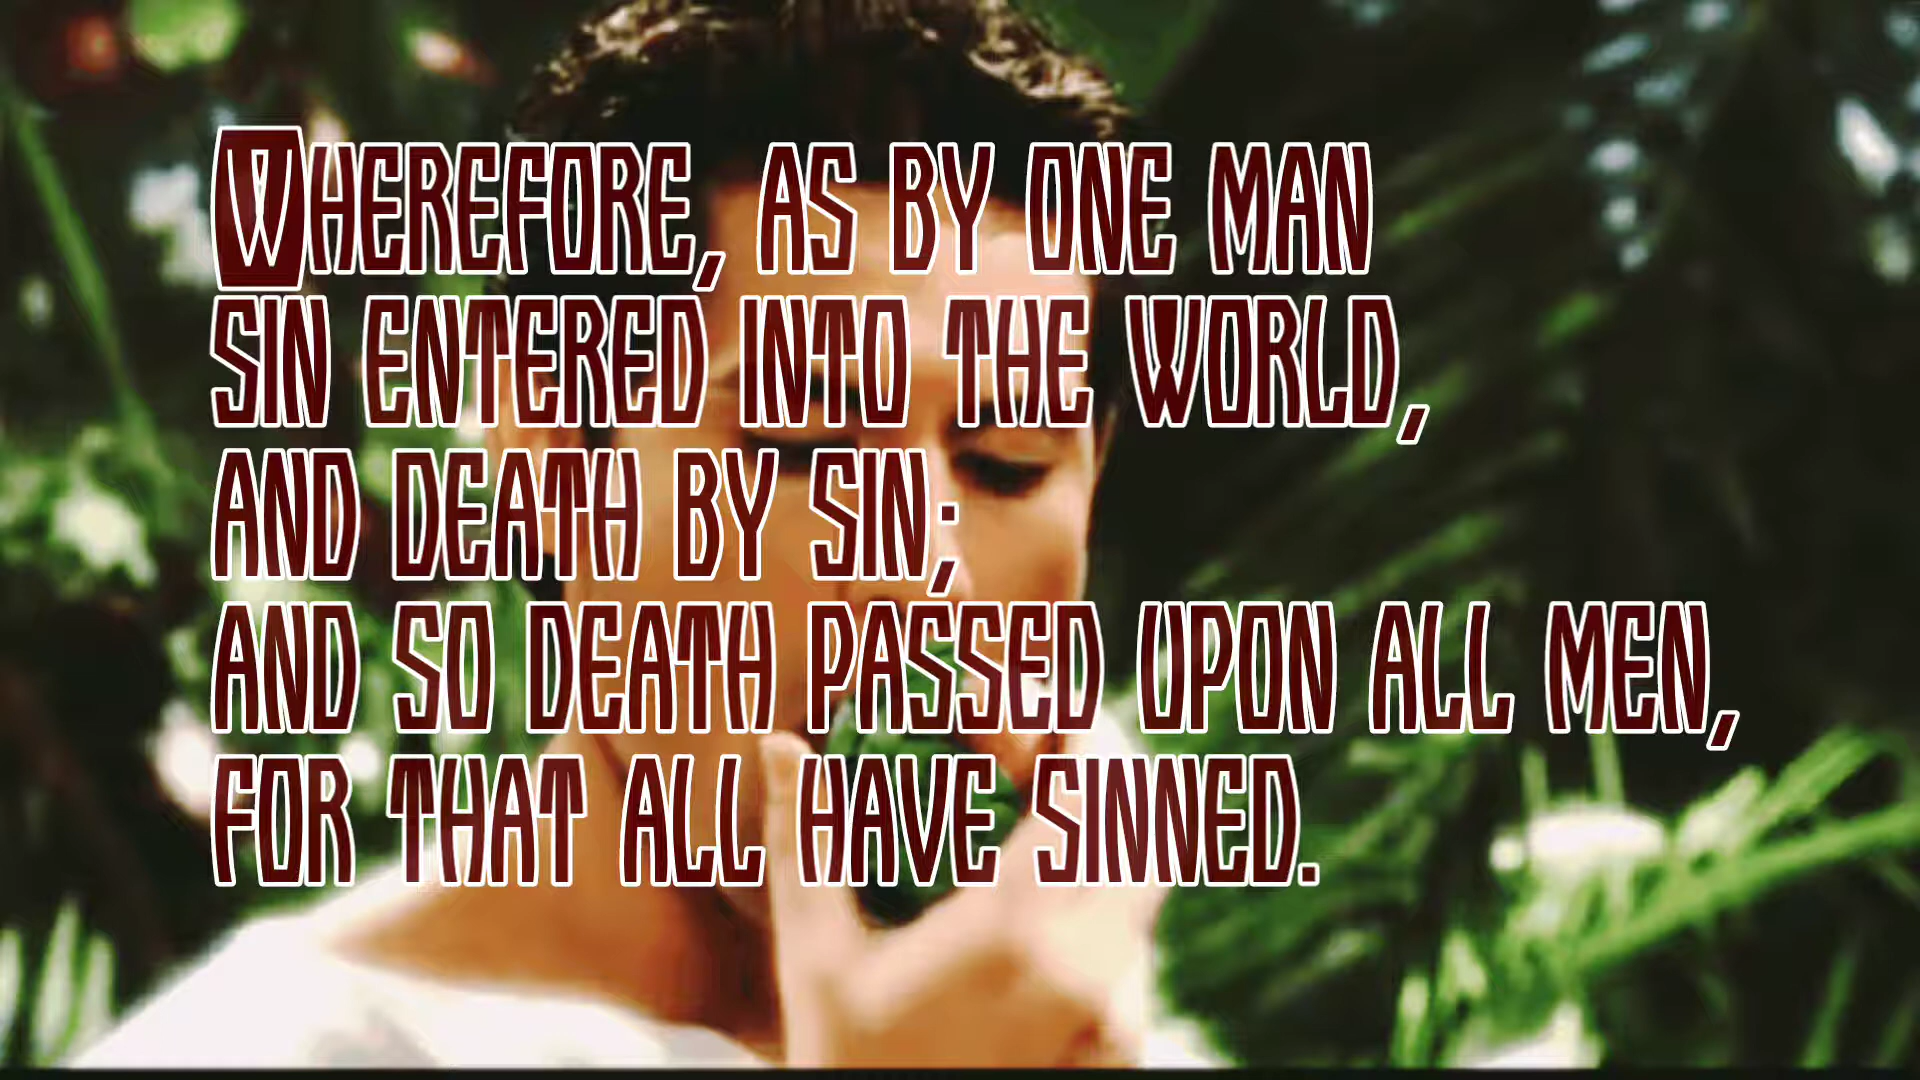 Wherefore, as by one man
sin entered into the world,
and death by sin;
and so death passed upon all men,
for that all have sinned.